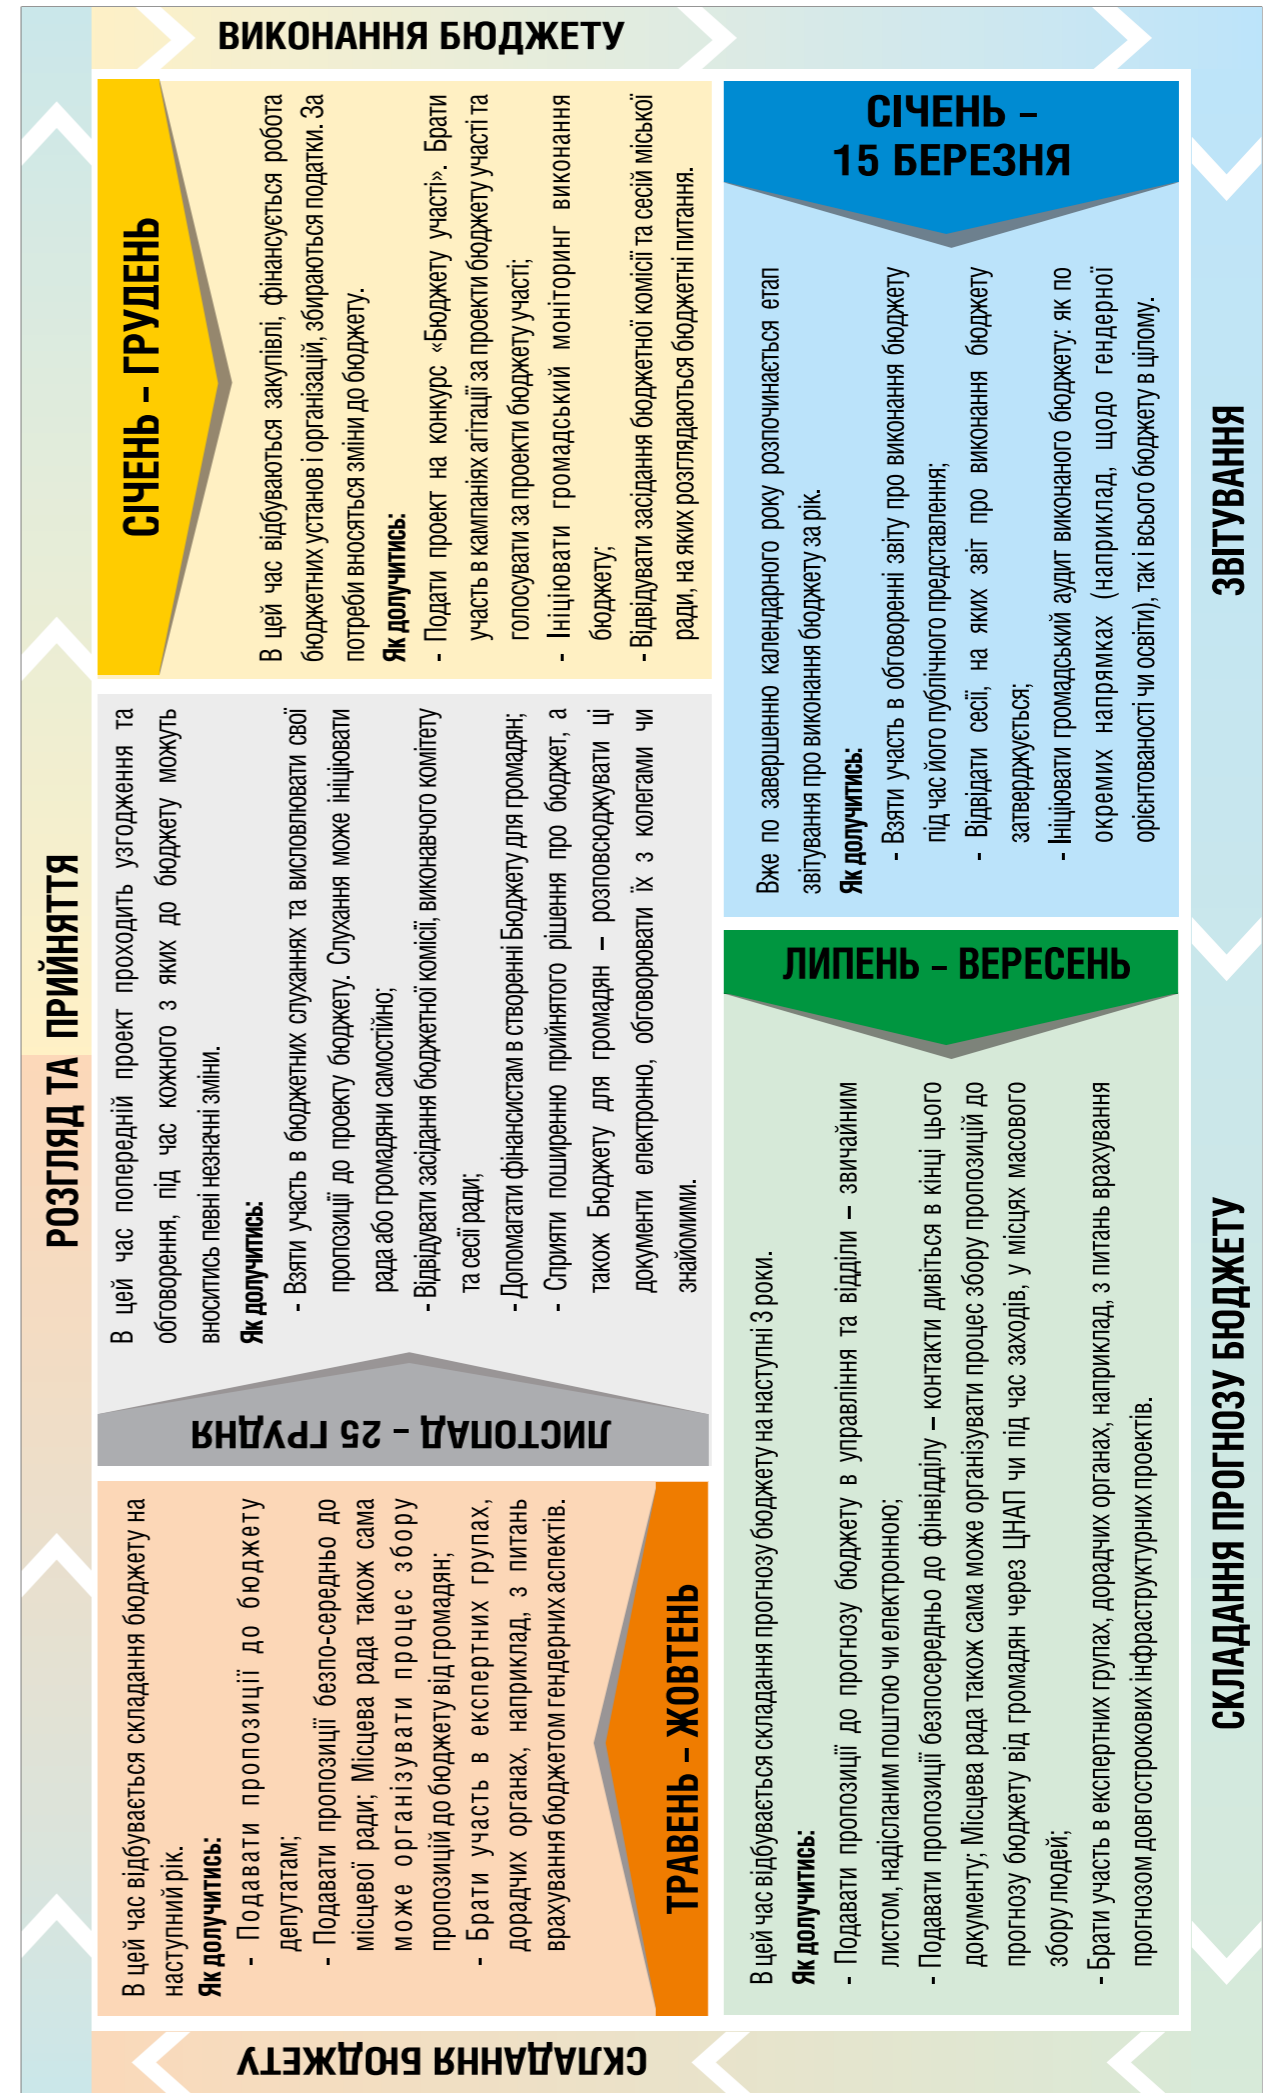 ВИКОНАННЯ БЮДЖЕТУ
СІЧЕНЬ – ГРУДЕНЬ
В цей час відбуваються закупівлі, фінансується робота
бюджетних установ і організацій, збираються податки. За
потреби вносяться зміни до бюджету.
Як долучитись:
- Подати проект на конкурс «Бюджету участі». Брати
участь в кампаніях агітації за проекти бюджету участі та
голосувати за проекти бюджету участі;
- Ініціювати громадський моніторинг виконання
бюджету;
- Відвідувати засідання бюджетної комісії та сесій міської
ради, на яких розглядаються бюджетні питання.
СІЧЕНЬ –
15 БЕРЕЗНЯ
Вже по завершенню календарного року розпочинається етап
звітування про виконання бюджету за рік.
Як долучитись:
- Взяти участь в обговоренні звіту про виконання бюджету
під час його публічного представлення;
- Відвідати сесії, на яких звіт про виконання бюджету
затверджується;
- Ініціювати громадський аудит виконаного бюджету: як по
окремих напрямках (наприклад, щодо гендерної
орієнтованості чи освіти), так і всього бюджету в цілому.
ЗВІТУВАННЯ
РОЗГЛЯД ТА ПРИЙНЯТТЯ
ЛИСТОПАД – 25 ГРУДНЯ
В цей час попередній проект проходить узгодження та
обговорення, під час кожного з яких до бюджету можуть
вноситись певні незначні зміни.
Як долучитись:
- Взяти участь в бюджетних слуханнях та висловлювати свої
пропозиції до проекту бюджету. Слухання може ініціювати
рада або громадяни самостійно;
- Відвідувати засідання бюджетної комісії, виконавчого комітету
та сесії ради;
- Допомагати фінансистам в створенні Бюджету для громадян;
- Сприяти поширенню прийнятого рішення про бюджет, а
також Бюджету для громадян – розповсюджувати ці
документи електронно, обговорювати їх з колегами чи
знайомими.
ЛИПЕНЬ – ВЕРЕСЕНЬ
В цей час відбувається складання прогнозу бюджету на наступні 3 роки.
Як долучитись:
- Подавати пропозиції до прогнозу бюджету в управління та відділи – звичайним
листом, надісланим поштою чи електронною;
- Подавати пропозиції безпосередньо до фінвідділу – контакти дивіться в кінці цього
документу; Місцева рада також сама може організувати процес збору пропозицій до
прогнозу бюджету від громадян через ЦНАП чи під час заходів, у місцях масового
збору людей;
- Брати участь в експертних групах, дорадчих органах, наприклад, з питань врахування
прогнозом довгострокових інфраструктурних проектів.
СКЛАДАННЯ ПРОГНОЗУ БЮДЖЕТУ
В цей час відбувається складання бюджету на
наступний рік.
Як долучитись:
- Подавати пропозиції до бюджету
депутатам;
- Подавати пропозиції безпо-середньо до
місцевої ради; Місцева рада також сама
може організувати процес збору
пропозицій до бюджету від громадян;
- Брати участь в експертних групах,
дорадчих органах, наприклад, з питань
врахування бюджетом гендерних аспектів.
ТРАВЕНЬ – ЖОВТЕНЬ
СКЛАДАННЯ БЮДЖЕТУ